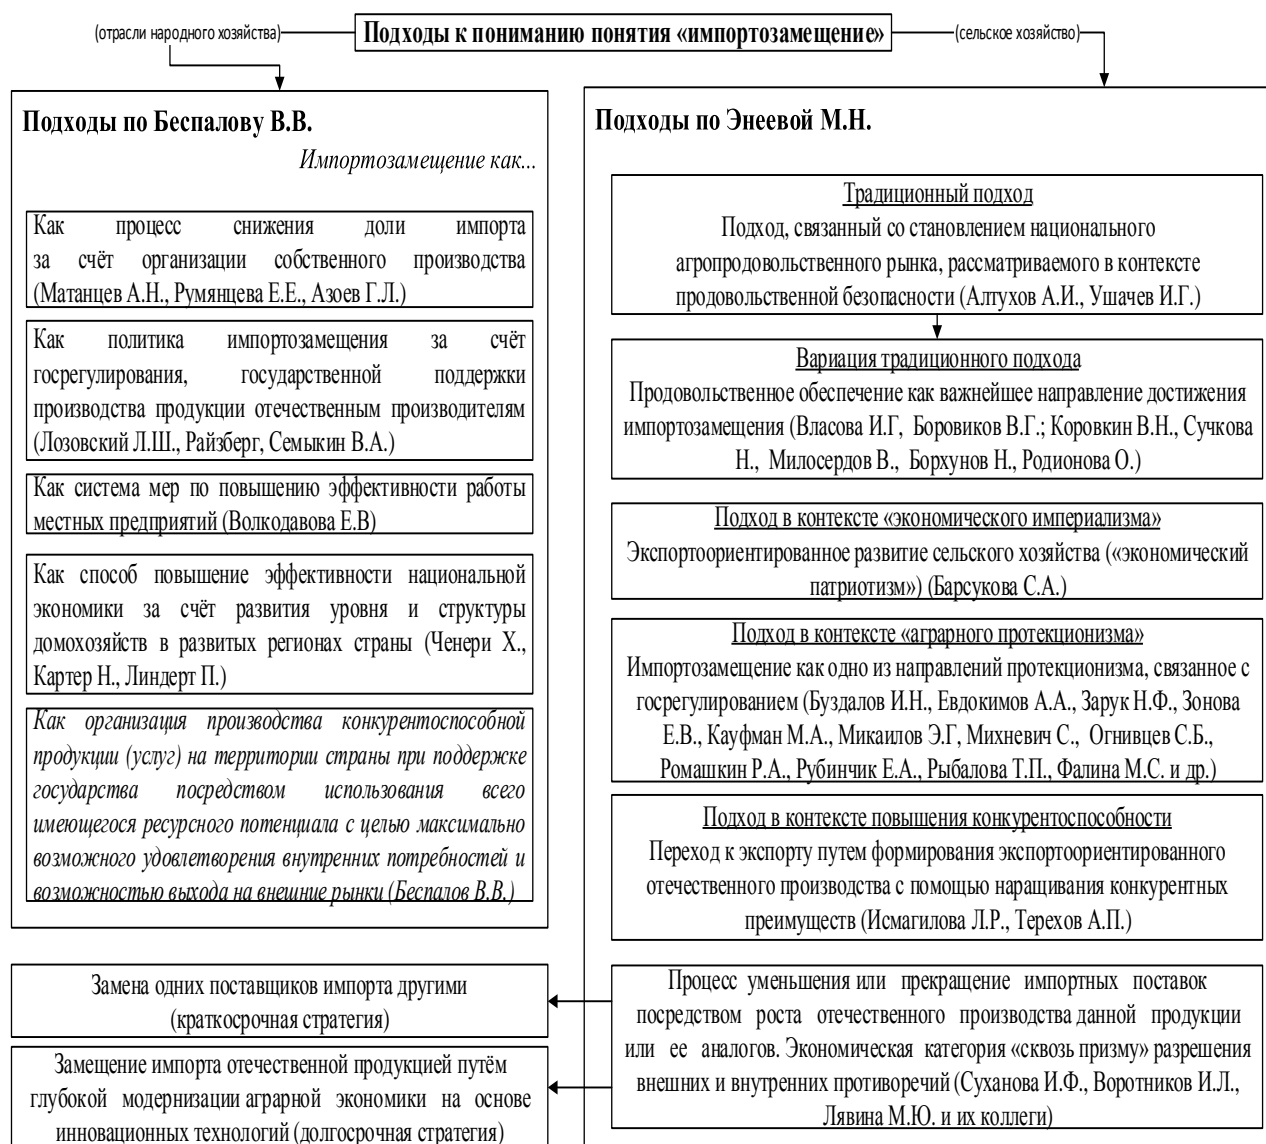 (отрасли народного хозяйства)
Подходы к пониманию понятия «импортозамещение»
(сельское хозяйство)
Подходы по Беспалову В.В.
Импортозамещение как...
Как процесс снижения доли импорта
за счёт организации собственного производства
(Матанцев А.Н., Румянцева Е.Е., Азоев Г.Л.)
Как политика импортозамещения за счёт
госрегулирования, государственной поддержки
производства продукции отечественным производителям
(Лозовский Л.Ш., Райзберг, Семыкин В.А.)
Как система мер по повышению эффективности работы
местных предприятий (Волкодавова Е.В)
Как способ повышение эффективности национальной
экономики за счёт развития уровня и структуры
домохозяйств в развитых регионах страны (Ченери Х.,
Картер Н., Линдерт П.)
Как организация производства конкурентоспособной
продукции (услуг) на территории страны при поддержке
государства посредством использования всего
имеющегося ресурсного потенциала с целью максимально
возможного удовлетворения внутренних потребностей и
возможностью выхода на внешние рынки (Беспалов В.В.)
Замена одних поставщиков импорта другими
(краткосрочная стратегия)
Замещение импорта отечественной продукцией путём
глубокой модернизации аграрной экономики на основе
инновационных технологий (долгосрочная стратегия)
Подходы по Энеевой М.Н.
Традиционный подход
Подход, связанный со становлением национального
агропродовольственного рынка, рассматриваемого в контексте
продовольственной безопасности (Алтухов А.И., Ушачев И.Г.)
Вариация традиционного подхода
Продовольственное обеспечение как важнейшее направление достижения
импортозамещения (Власова И.Г, Боровиков В.Г.; Коровкин В.Н., Сучкова
Н., Милосердов В., Борхунов Н., Родионова О.)
Подход в контексте «экономического империализма»
Экспортоориентированное развитие сельского хозяйства («экономический
патриотизм») (Барсукова С.А.)
Подход в контексте «аграрного протекционизма»
Импортозамещение как одно из направлений протекционизма, связанное с
госрегулированием (Буздалов И.Н., Евдокимов А.А., Зарук Н.Ф., Зонова
Е.В., Кауфман М.А., Микаилов Э.Г, Михневич С., Огнивцев С.Б.,
Ромашкин Р.А., Рубинчик Е.А., Рыбалова Т.П., Фалина М.С. и др.)
Подход в контексте повышения конкурентоспособности
Переход к экспорту путем формирования экспортоориентированного
отечественного производства с помощью наращивания конкурентных
преимуществ (Исмагилова Л.Р., Терехов А.П.)
Процесс уменьшения или прекращение импортных поставок
посредством роста отечественного производства данной продукции
или ее аналогов. Экономическая категория «сквозь призму» разрешения
внешних и внутренних противоречий (Суханова И.Ф., Воротников И.Л.,
Лявина М.Ю. и их коллеги)